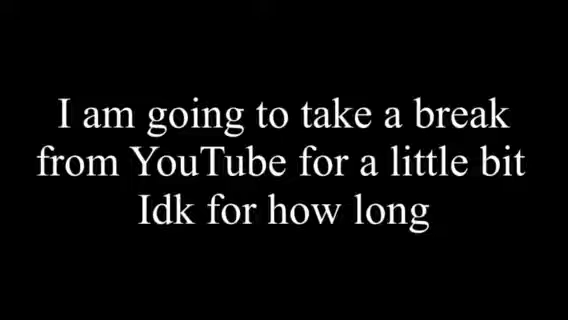 I am going to take a break
from YouTube for a little bit
Idk for how long